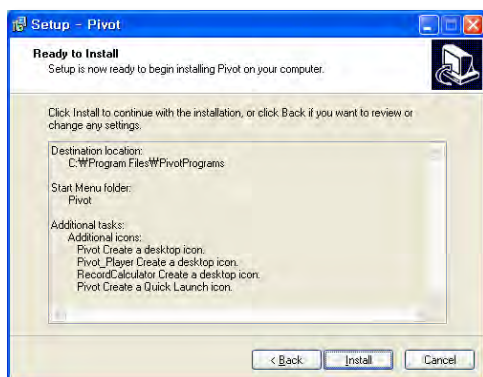 Setup - Pivot
Ready to Install
Setup is now ready to begin installing Pivot on your computer.
Click Install to continue with the installation, or click Back if you want to review or
change any settings.
Destination location:
C:₩Program Files₩PivotPrograms
Start Menu folder:
Pivot
Additional tasks:
Additional icons:
Pivot Create a desktop icon.
Pivot_Player Create a desktop icon.
RecordCalculator Create a desktop icon.
Pivot Create a Quick Launch icon.
< Back
Install
Cancel